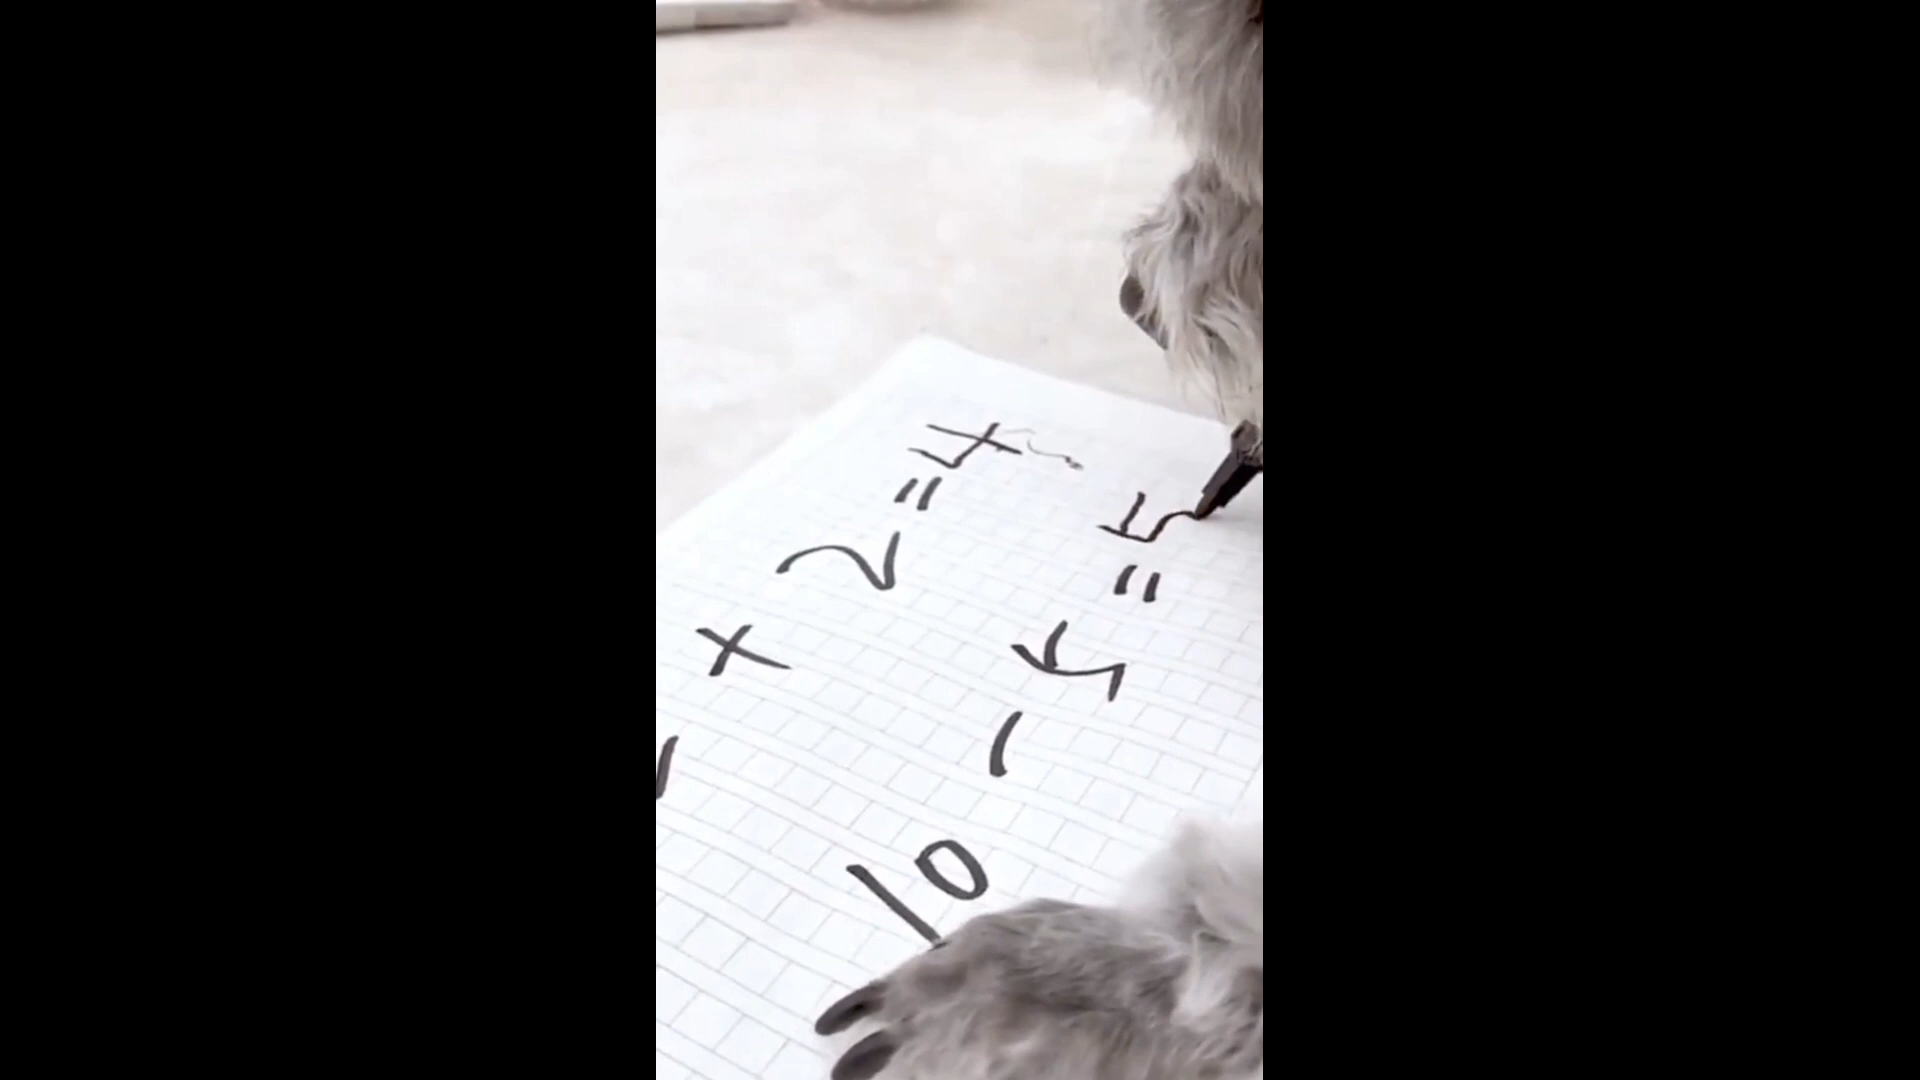 + 2 = 4
10 - 5 = 5